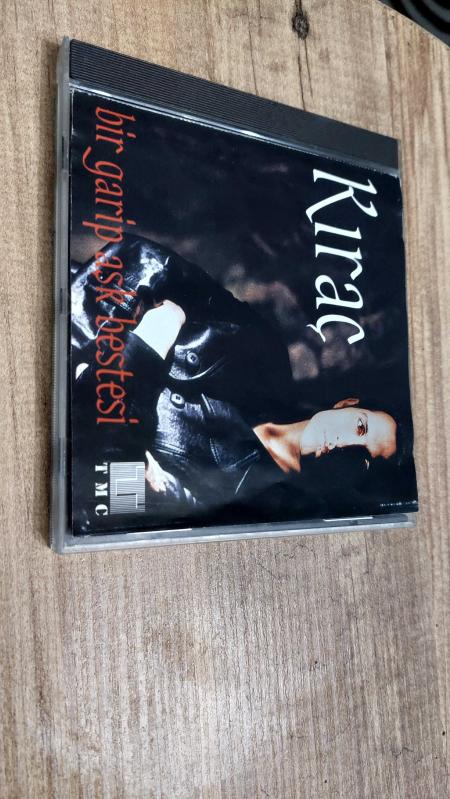 Kıraç
bir garip aşk bestesi
TMC